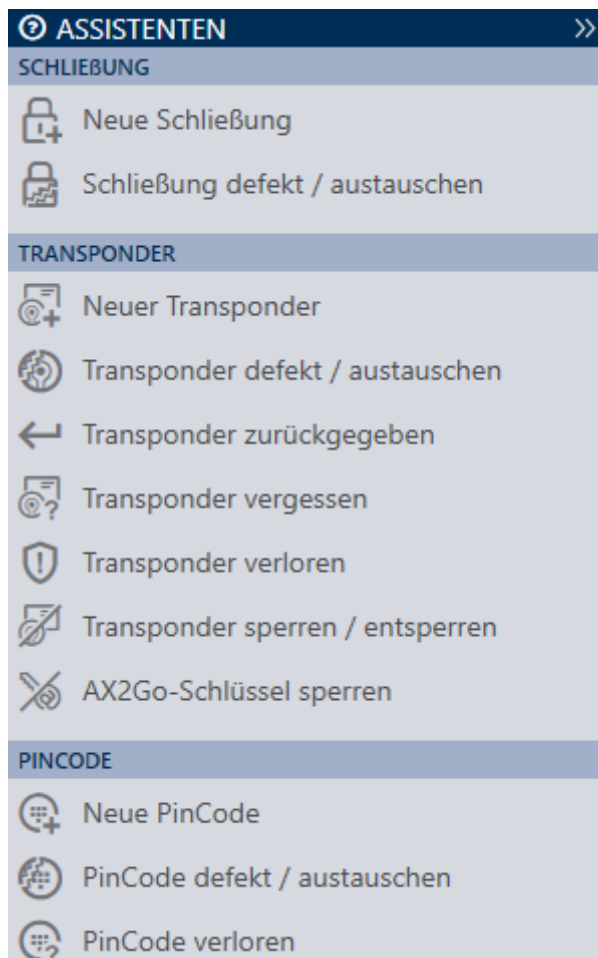 ASSISTENTEN
SCHLIEßUNG
Neue Schließung
Schließung defekt / austauschen
TRANSPONDER
Neuer Transponder
Transponder defekt / austauschen
Transponder zurückgegeben
Transponder vergessen
Transponder verloren
Transponder sperren / entsperren
AX2Go-Schlüssel sperren
PINCODE
Neue PinCode
PinCode defekt / austauschen
PinCode verloren